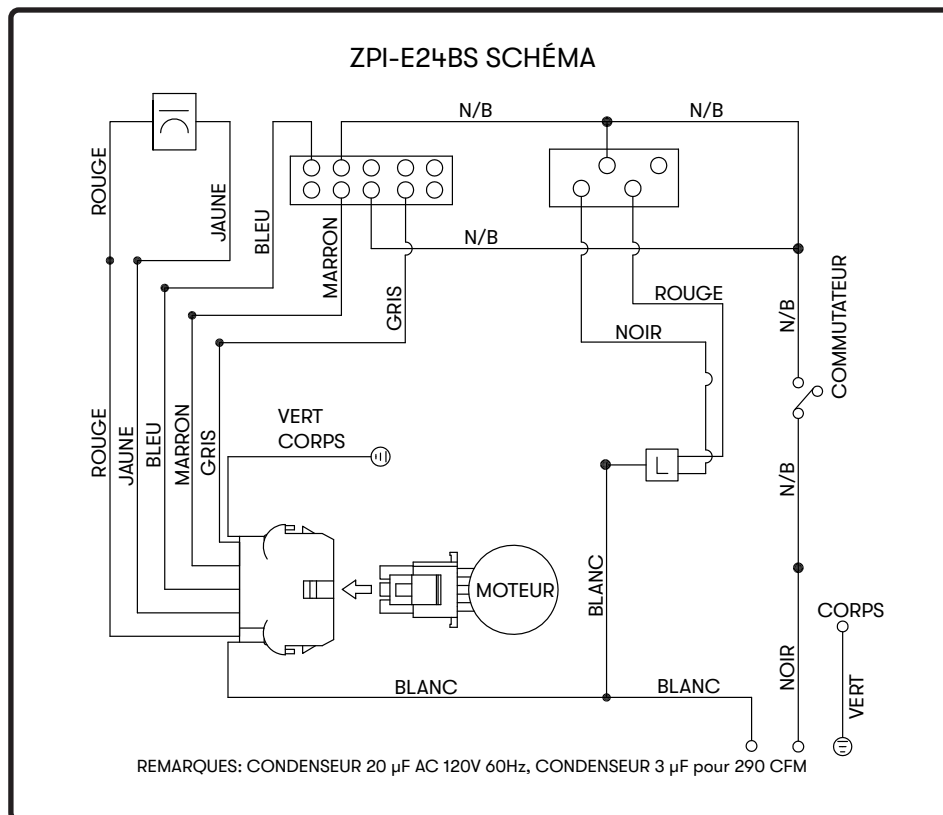 ZPI-E24BS SCHÉMA
N/B
N/B
ROUGE
JAUNE
BLEU
MARRON
GRIS
N/B
ROUGE
NOIR
N/B
COMMUTATEUR
VERT
CORPS
ROUGE
JAUNE
BLEU
MARRON
GRIS
L
N/B
MOTEUR
BLANC
CORPS
BLANC
BLANC
NOIR
VERT
REMARQUES: CONDENSEUR 20 µF AC 120V 60Hz, CONDENSEUR 3 µF pour 290 CFM